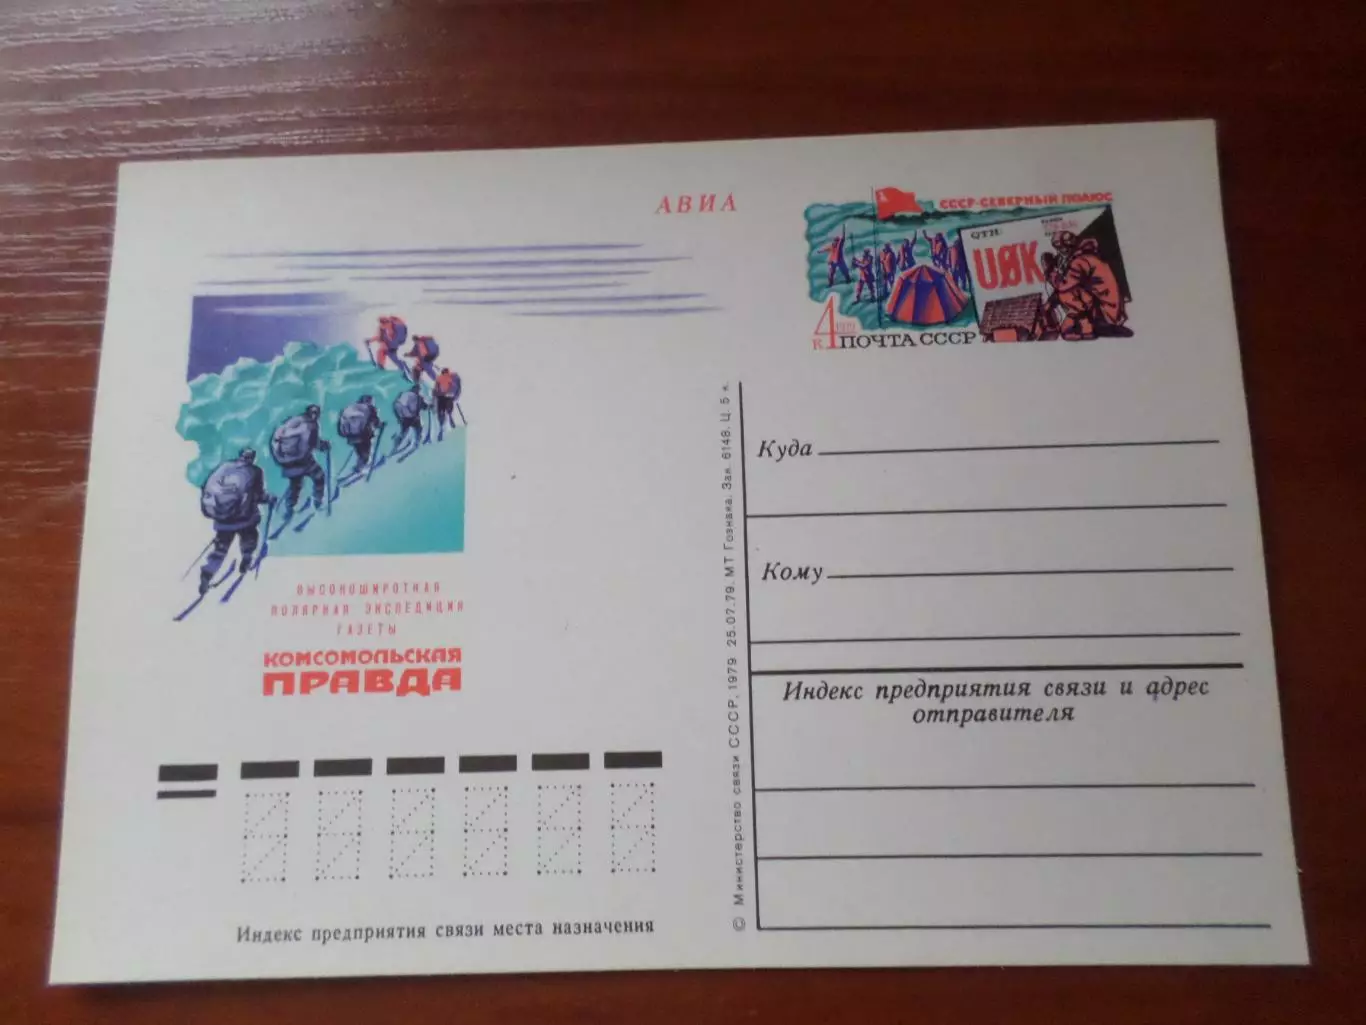 АВИА
СССР-СЕВЕРНЫЙ ПОЛЮС
QTH:
UØK
4 К
1979
ПОЧТА СССР
ВЫСОКОШИРОТНАЯ
ПОЛЯРНАЯ ЭКСПЕДИЦИЯ
ГАЗЕТЫ
КОМСОМОЛЬСКАЯ
ПРАВДА
Куда
Кому
Индекс предприятия связи и адрес
отправителя
Индекс предприятия связи места назначения
© Министерство связи СССР, 1979 25.07.79. МТ Гознака. Зак. 6148. Ц. 5 к.